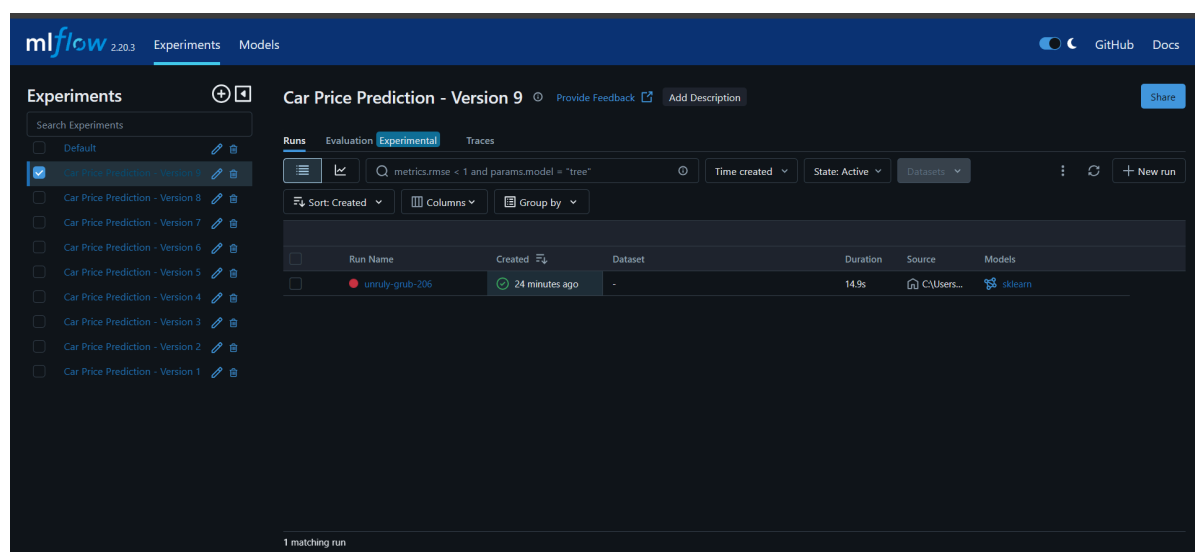 mlflow 2.20.3 Experiments Models GitHub Docs
Experiments
Search Experiments
Default
Car Price Prediction - Version 9
Car Price Prediction - Version 8
Car Price Prediction - Version 7
Car Price Prediction - Version 6
Car Price Prediction - Version 5
Car Price Prediction - Version 4
Car Price Prediction - Version 3
Car Price Prediction - Version 2
Car Price Prediction - Version 1
Car Price Prediction - Version 9 Provide Feedback Add Description Share
Runs Evaluation Experimental Traces
metrics.rmse < 1 and params.model = "tree" Time created State: Active Datasets New run
Sort: Created Columns Group by
Run Name Created Dataset Duration Source Models
unruly-grub-206 24 minutes ago - 14.9s C:\Users... sklearn
1 matching run